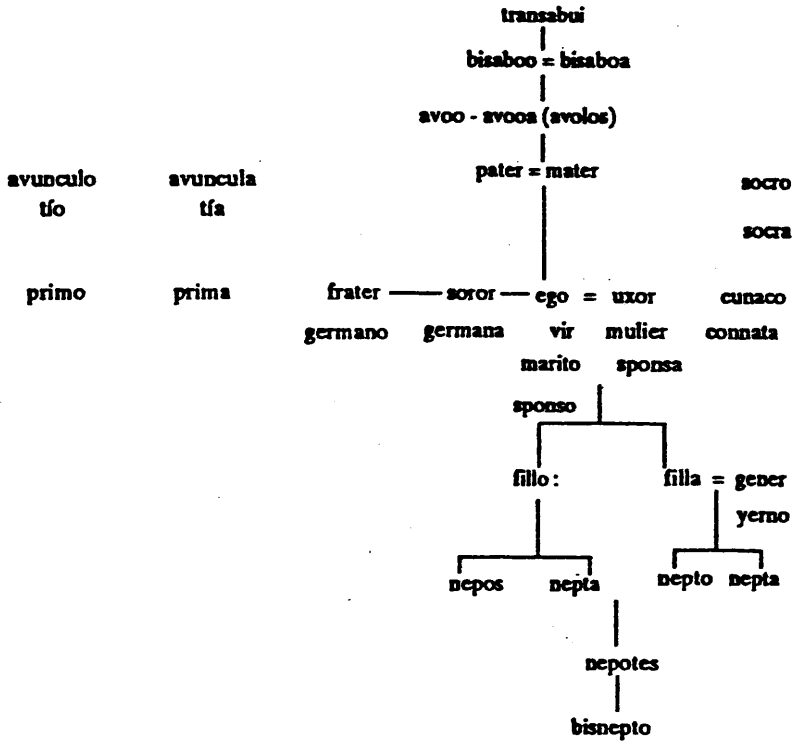 transabui
bisaboo = bisaboa
avoo - avooa (avolos)
avunculo avuncula pater = mater socro
tío tía
socra
primo prima frater soror ego = uxor cunaco
germano germana vir mulier connata
marito sponsa
sponso
fillo: filla = gener
yerno
nepos nepta nepto nepta
nepotes
bisnepto